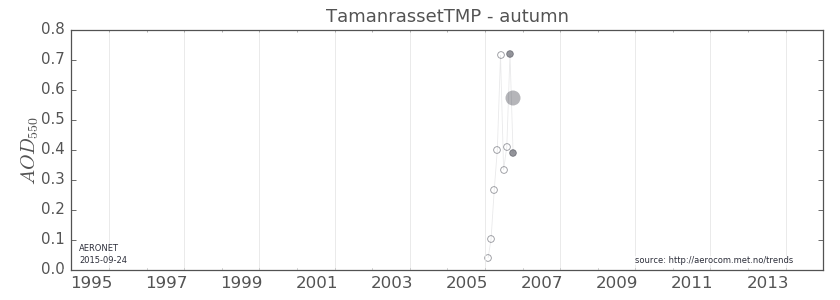 TamanrassetTMP - autumn
0.8
0.7
0.6
0.5
0.4
0.3
0.2
0.1
0.0
AOD550
AERONET
2015-09-24
source: http://aerocom.met.no/trends
1995 1997 1999 2001 2003 2005 2007 2009 2011 2013